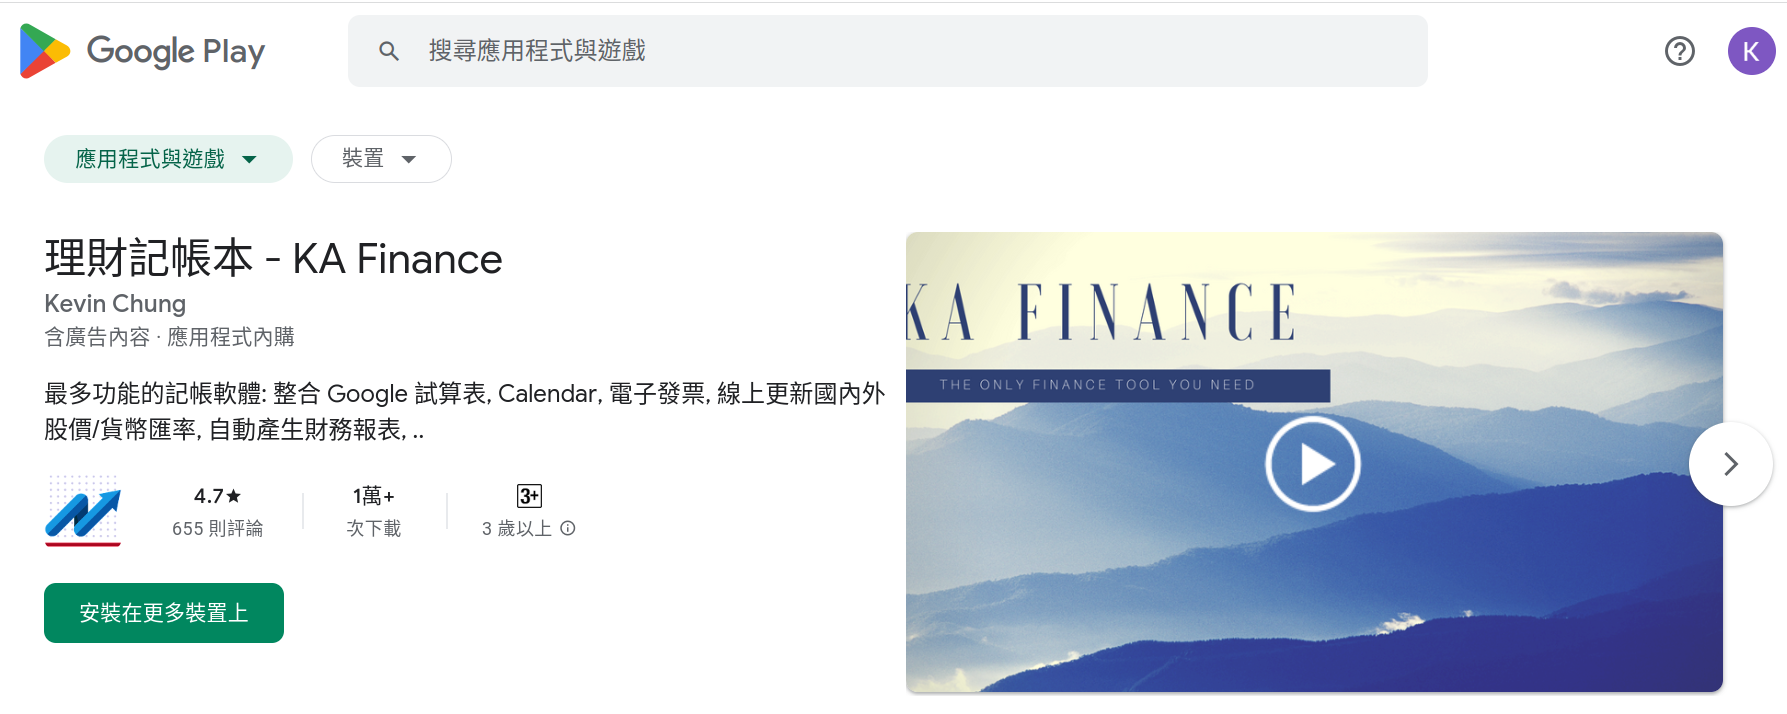 Google Play
搜尋應用程式與遊戲
K
應用程式與遊戲
裝置
理財記帳本 - KA Finance
Kevin Chung
含廣告內容 · 應用程式內購
最多功能的記帳軟體: 整合 Google 試算表, Calendar, 電子發票, 線上更新國內外
股價/貨幣匯率, 自動產生財務報表, ..
4.7★
655 則評論
1萬+
次下載
3+
3 歲以上
安裝在更多裝置上
KA FINANCE
THE ONLY FINANCE TOOL YOU NEED